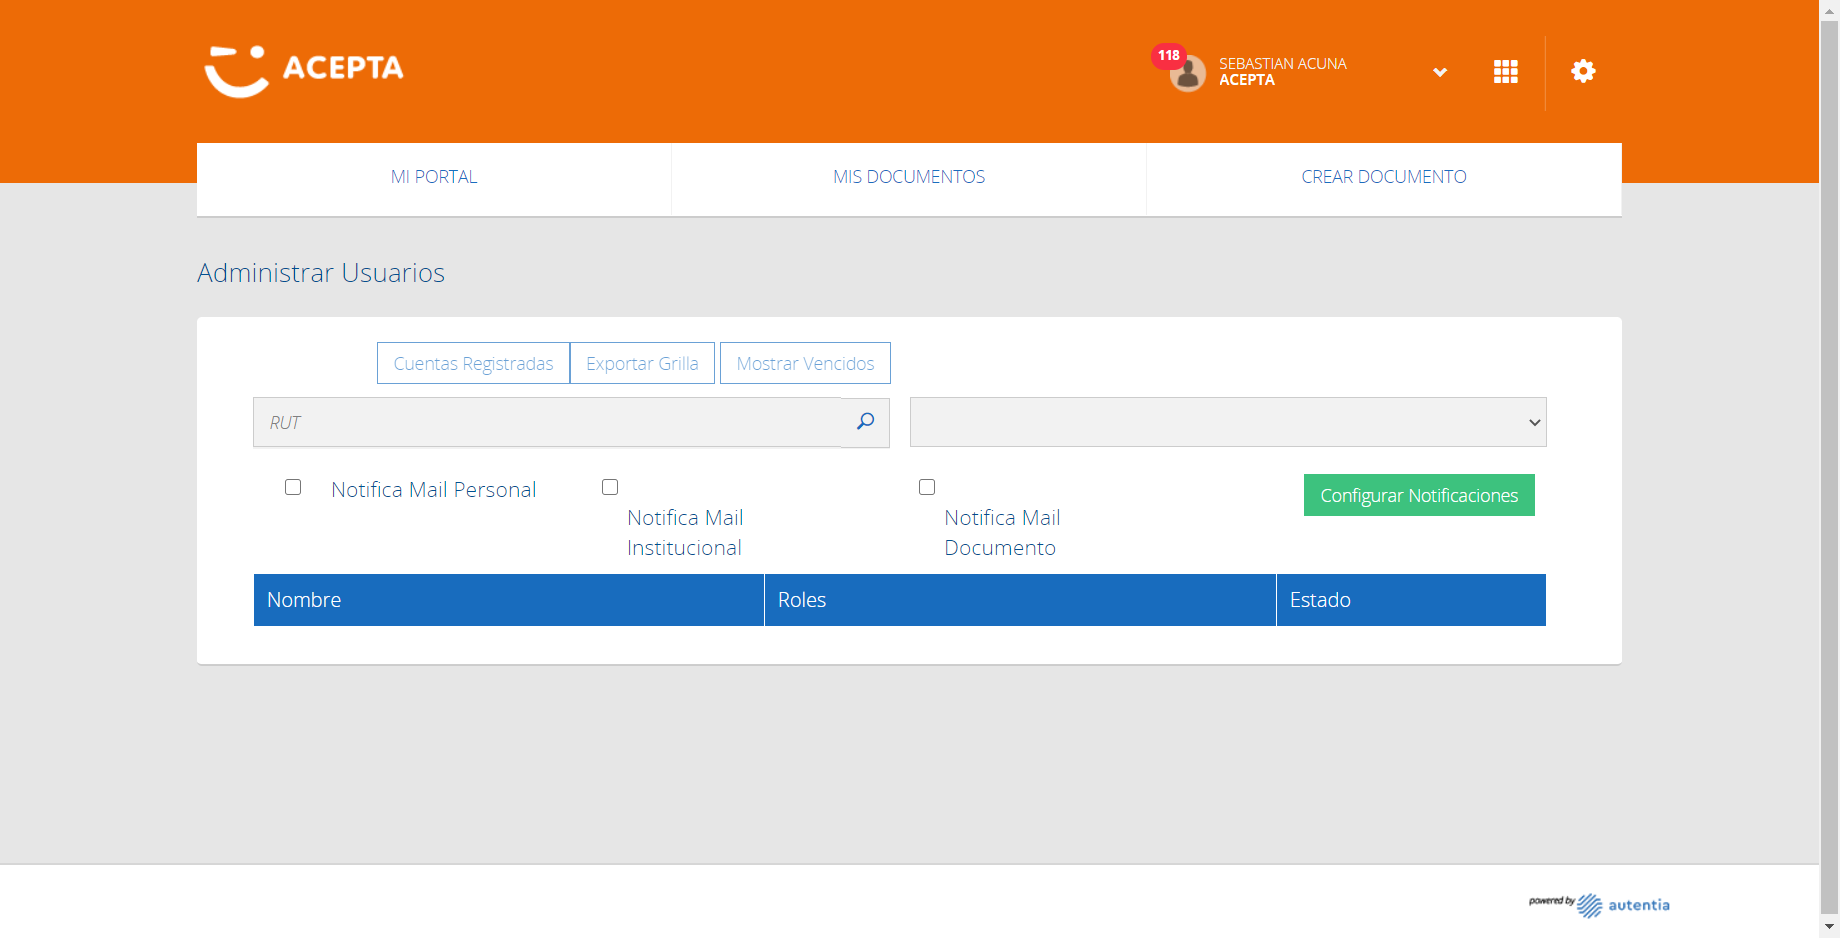 ACEPTA
118
SEBASTIAN ACUNA
ACEPTA
MI PORTAL
MIS DOCUMENTOS
CREAR DOCUMENTO
Administrar Usuarios
Cuentas Registradas
Exportar Grilla
Mostrar Vencidos
RUT
Notifica Mail Personal
Notifica Mail
Institucional
Notifica Mail
Documento
Configurar Notificaciones
Nombre
Roles
Estado
powered by autentia